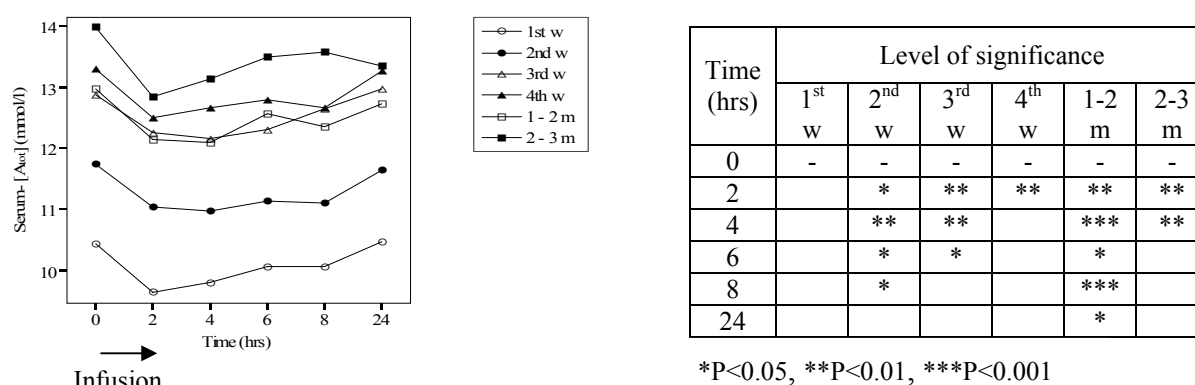 14
13
12
11
10
Serum- [Atot] (mmol/l)
0 2 4 6 8 24
Time (hrs)
Infusion
1st w
2nd w
3rd w
4th w
1 - 2 m
2 - 3 m
Time (hrs) Level of significance
1st w 2nd w 3rd w 4th w 1-2 m 2-3 m
0 - - - - - -
2 * ** ** ** **
4 ** ** *** **
6 * * *
8 * ***
24 *
*P<0.05, **P<0.01, ***P<0.001